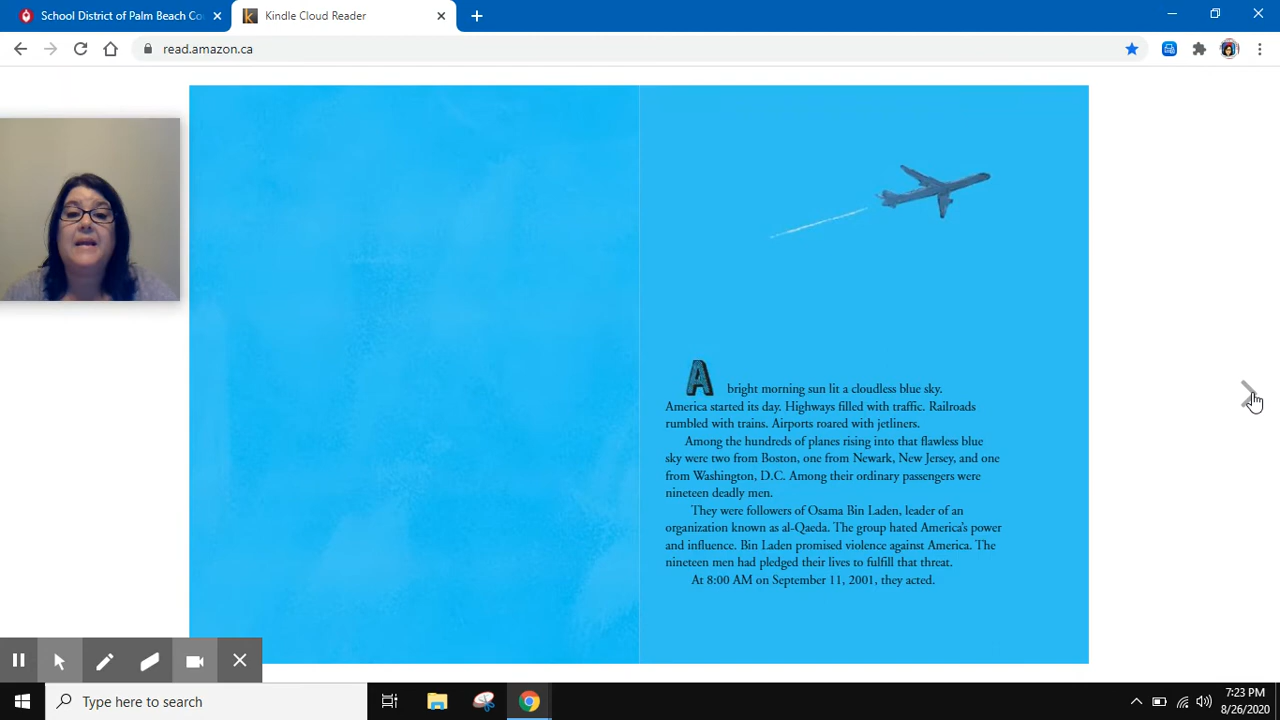 School District of Palm Beach Co
Kindle Cloud Reader
read.amazon.ca
A bright morning sun lit a cloudless blue sky.
America started its day. Highways filled with traffic. Railroads
rumbled with trains. Airports roared with jetliners.
Among the hundreds of planes rising into that flawless blue
sky were two from Boston, one from Newark, New Jersey, and one
from Washington, D.C. Among their ordinary passengers were
nineteen deadly men.
They were followers of Osama Bin Laden, leader of an
organization known as al-Qaeda. The group hated America's power
and influence. Bin Laden promised violence against America. The
nineteen men had pledged their lives to fulfill that threat.
At 8:00 AM on September 11, 2001, they acted.
Type here to search
7:23 PM
8/26/2020